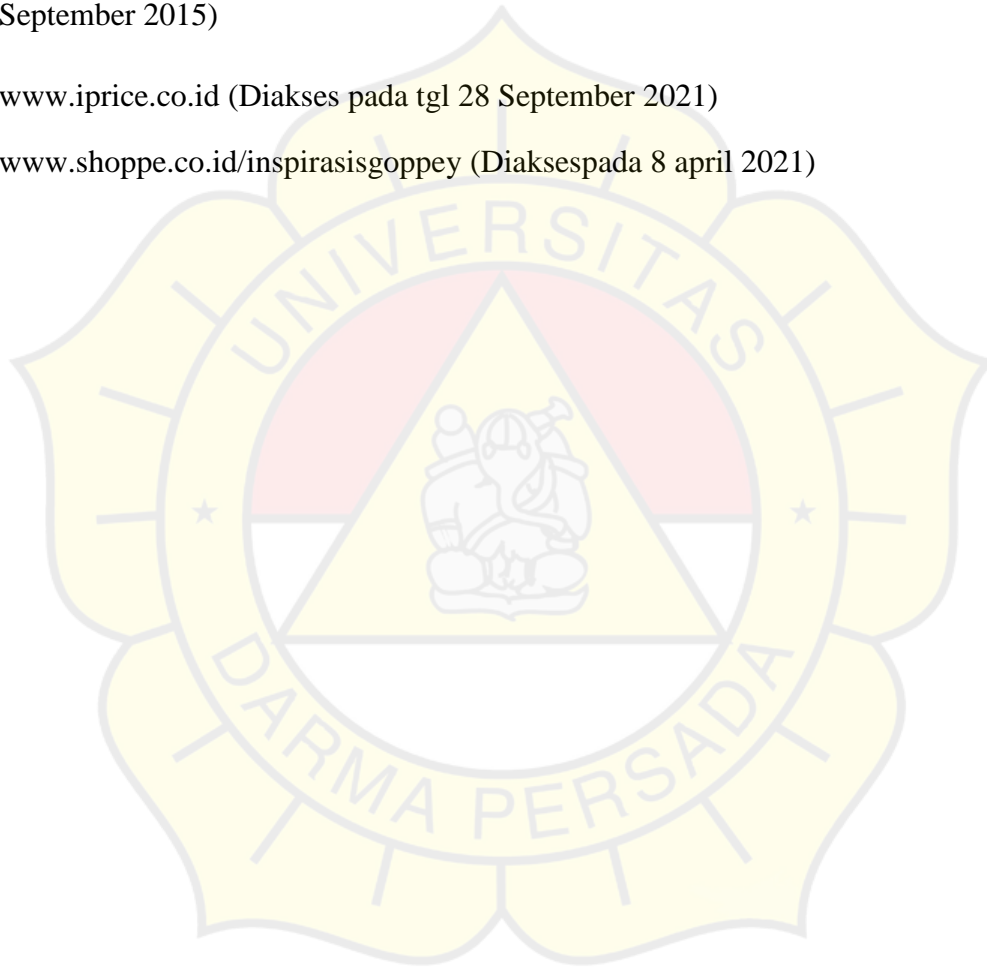 September 2015)
www.iprice.co.id (Diakses pada tgl 28 September 2021)
www.shoppe.co.id/inspirasisgoppey (Diaksespada 8 april 2021)
UNIVERSITAS
DARMA PERSADA